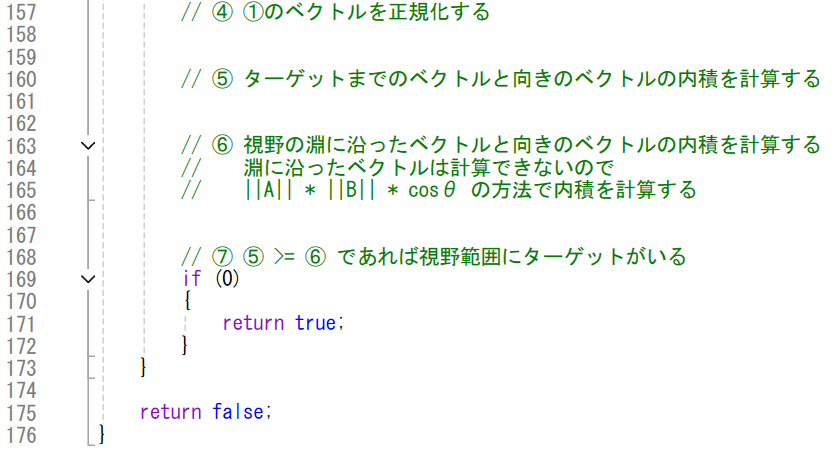 157 // ④ ①のベクトルを正規化する
158
159
160 // ⑤ ターゲットまでのベクトルと向きのベクトルの内積を計算する
161
162
163 // ⑥ 視野の淵に沿ったベクトルと向きのベクトルの内積を計算する
164 // 淵に沿ったベクトルは計算できないので
165 // ||A|| * ||B|| * cosθ の方法で内積を計算する
166
167
168 // ⑦ ⑤ >= ⑥ であれば視野範囲にターゲットがいる
169 if (0)
170 {
171 return true;
172 }
173 }
174
175 return false;
176 }